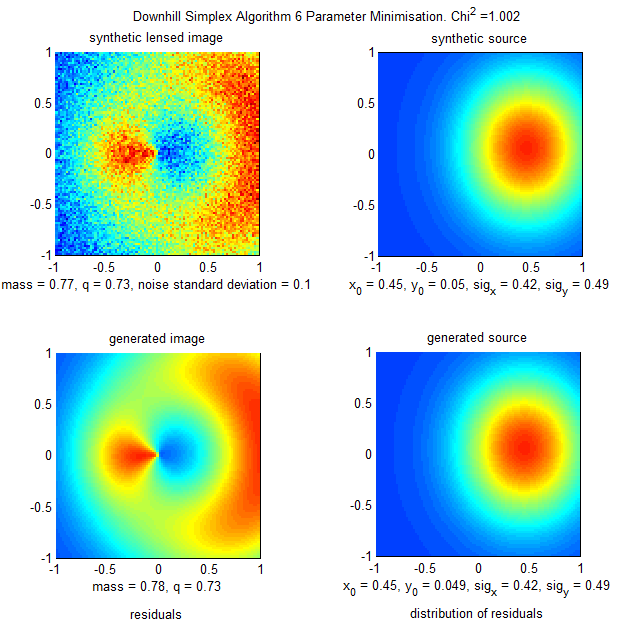 Downhill Simplex Algorithm 6 Parameter Minimisation. Chi² =1.002
synthetic lensed image
synthetic source
1
0.5
0
-0.5
-1
-1 -0.5 0 0.5 1
1
0.5
0
-0.5
-1
-1 -0.5 0 0.5 1
mass = 0.77, q = 0.73, noise standard deviation = 0.1
x₀ = 0.45, y₀ = 0.05, sigₓ = 0.42, sig_y = 0.49
generated image
generated source
1
0.5
0
-0.5
-1
-1 -0.5 0 0.5 1
1
0.5
0
-0.5
-1
-1 -0.5 0 0.5 1
mass = 0.78, q = 0.73
x₀ = 0.45, y₀ = 0.049, sigₓ = 0.42, sig_y = 0.49
residuals
distribution of residuals